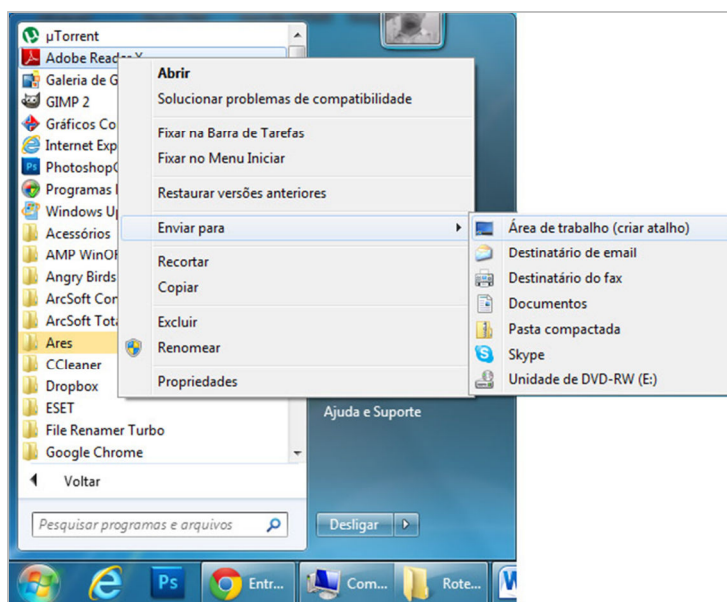 µTorrent
Adobe Reader X
Galeria de G
GIMP 2
Gráficos Co
Internet Exp
Photoshop
Programas
Windows U
Acessórios
AMP WinOF
Angry Birds
ArcSoft Con
ArcSoft Tota
Ares
CCleaner
Dropbox
ESET
File Renamer Turbo
Google Chrome
Voltar
Pesquisar programas e arquivos
Abrir
Solucionar problemas de compatibilidade
Fixar na Barra de Tarefas
Fixar no Menu Iniciar
Restaurar versões anteriores
Enviar para
Recortar
Copiar
Excluir
Renomear
Propriedades
Área de trabalho (criar atalho)
Destinatário de email
Destinatário do fax
Documentos
Pasta compactada
Skype
Unidade de DVD-RW (E:)
Ajuda e Suporte
Desligar
Ps
Entr...
Com...
Rote...
W